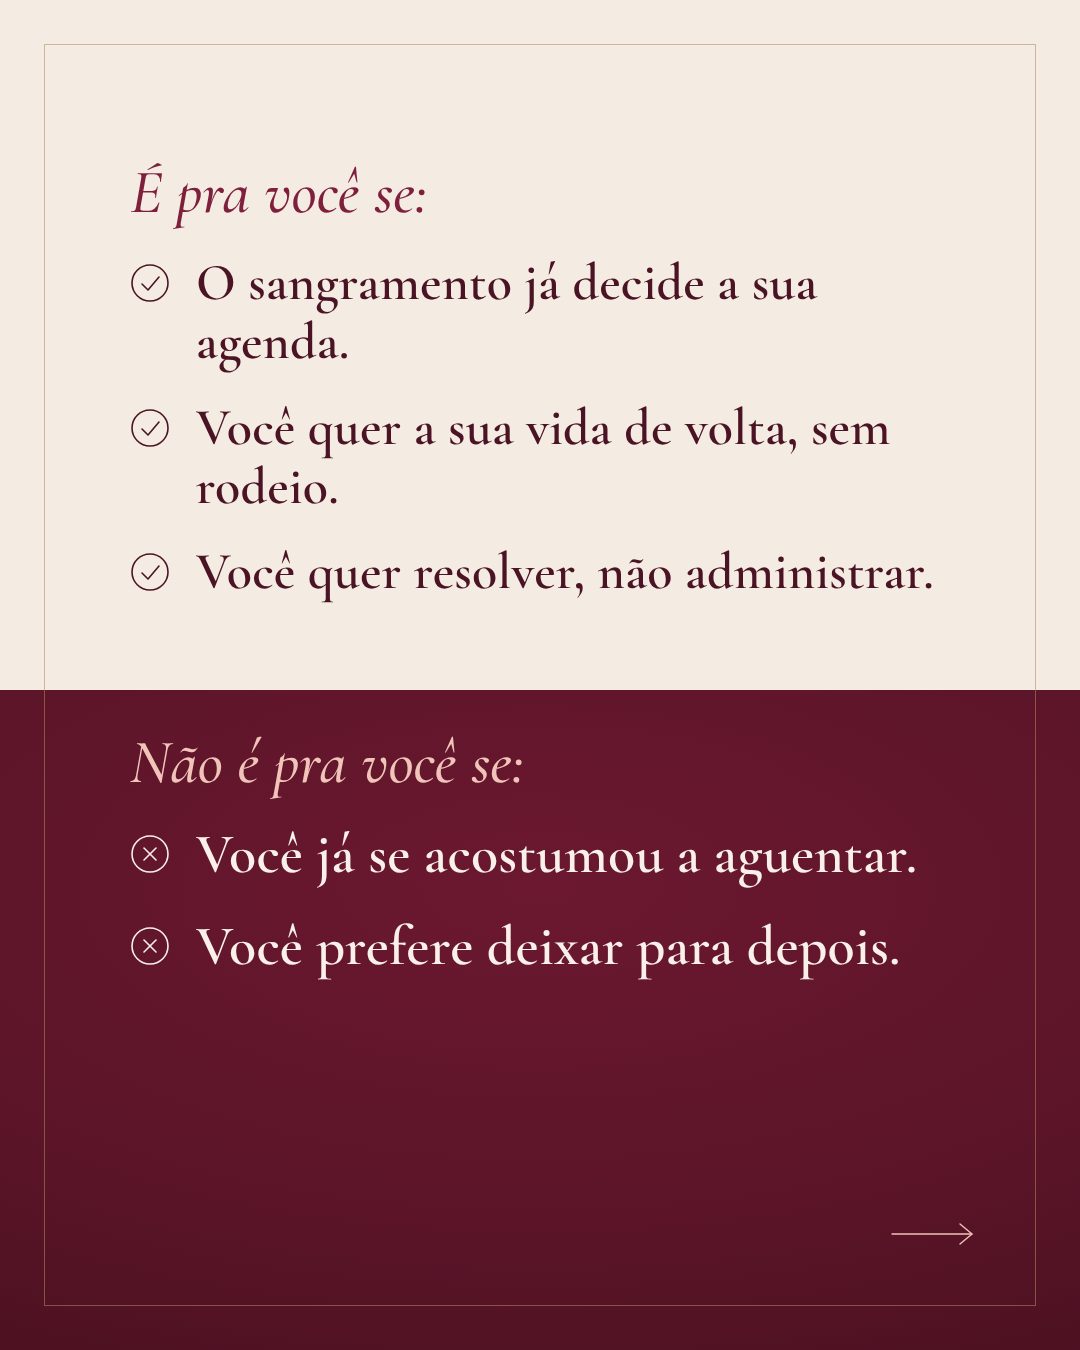 É pra você se:
O sangramento já decide a sua
agenda.
Você quer a sua vida de volta, sem
rodeio.
Você quer resolver, não administrar.
Não é pra você se:
Você já se acostumou a aguentar.
Você prefere deixar para depois.